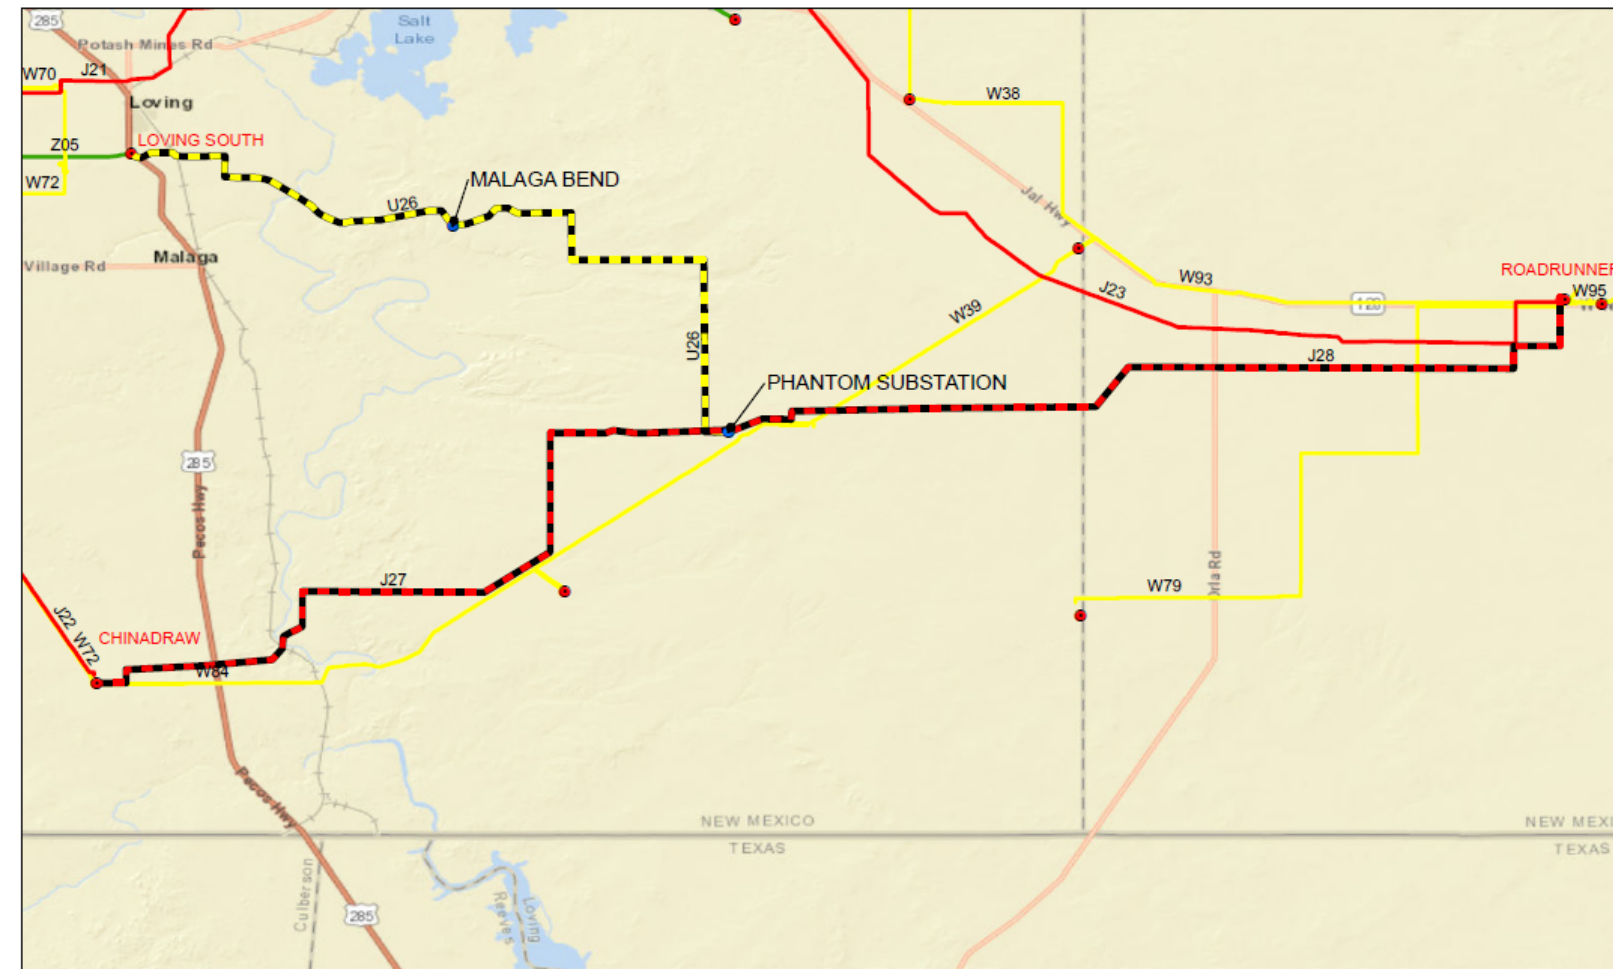 285
Salt
Lake
Potash Mines Rd
W70
J21
Loving
W38
LOVING SOUTH
Z05
W72
MALAGA BEND
U26
Jal Hwy
Malaga
Village Rd
ROADRUNNER
W93
W95
J23
128
W39
U26
J28
PHANTOM SUBSTATION
285
Pecos Hwy
J27
W79
Orla Rd
J22
W72
CHINADRAW
W84
Pecos Hwy
NEW MEXICO
TEXAS
NEW MEXI
TEXAS
Culberson
285
Reeves
Loving